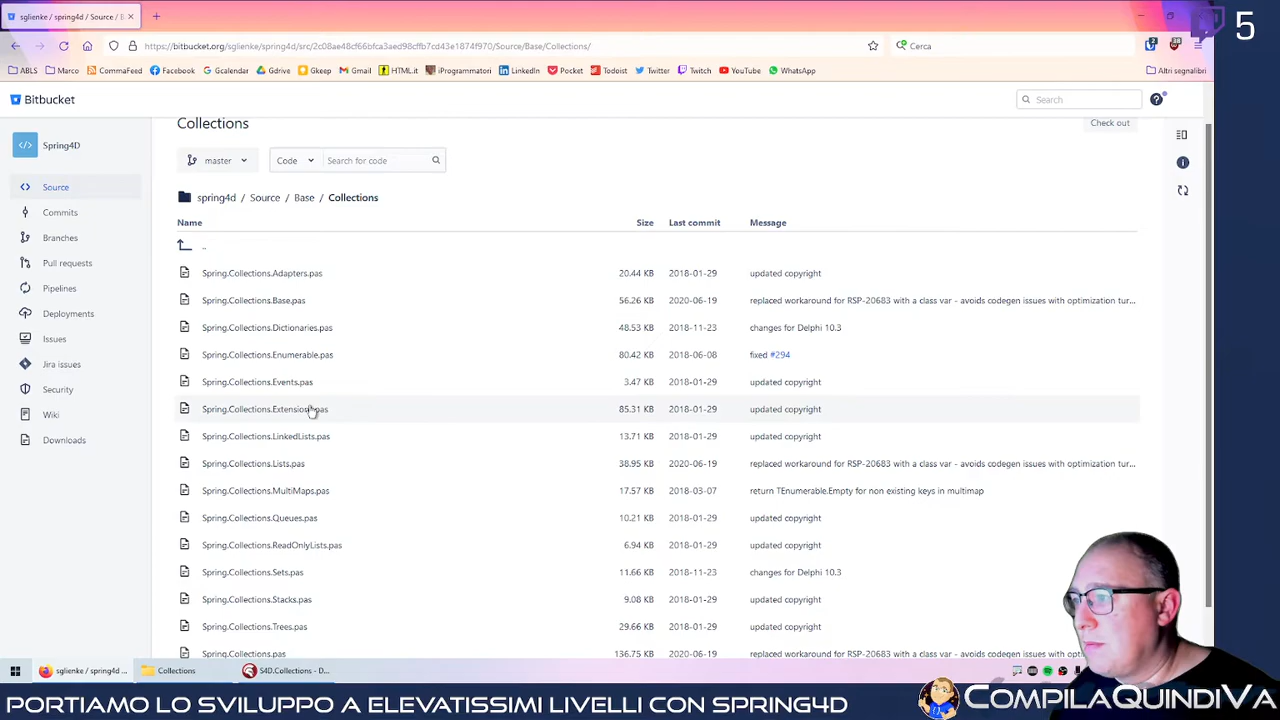 sglienke / spring4d / Source / 
5
https://bitbucket.org/sglienke/spring4d/src/2c08ae48cf66bfca3aed98cffb7cd43e1874f970/Source/Base/Collections/
Cerca
ABLS Marco CommaFeed Facebook Gcalendar Gdrive Gkeep Gmail HTML.it iProgrammatori LinkedIn Pocket Todoist Twitter Twitch YouTube WhatsApp Altri segnalibri
Bitbucket
Search
Collections
Check out
Spring4D
master
Code
Search for code
Source
Commits
Branches
Pull requests
Pipelines
Deployments
Issues
Jira issues
Security
Wiki
Downloads
spring4d / Source / Base / Collections
Name Size Last commit Message
..
Spring.Collections.Adapters.pas 20.44 KB 2018-01-29 updated copyright
Spring.Collections.Base.pas 56.26 KB 2020-06-19 replaced workaround for RSP-20683 with a class var - avoids codegen issues with optimization tur...
Spring.Collections.Dictionaries.pas 48.53 KB 2018-11-23 changes for Delphi 10.3
Spring.Collections.Enumerable.pas 80.42 KB 2018-06-08 fixed #294
Spring.Collections.Events.pas 3.47 KB 2018-01-29 updated copyright
Spring.Collections.Extensions.pas 85.31 KB 2018-01-29 updated copyright
Spring.Collections.LinkedLists.pas 13.71 KB 2018-01-29 updated copyright
Spring.Collections.Lists.pas 38.95 KB 2020-06-19 replaced workaround for RSP-20683 with a class var - avoids codegen issues with optimization tur...
Spring.Collections.MultiMaps.pas 17.57 KB 2018-03-07 return TEnumerable.Empty for non existing keys in multimap
Spring.Collections.Queues.pas 10.21 KB 2018-01-29 updated copyright
Spring.Collections.ReadOnlyLists.pas 6.94 KB 2018-01-29 updated copyright
Spring.Collections.Sets.pas 11.66 KB 2018-11-23 changes for Delphi 10.3
Spring.Collections.Stacks.pas 9.08 KB 2018-01-29 updated copyright
Spring.Collections.Trees.pas 29.66 KB 2018-01-29 updated copyright
Spring.Collections.pas 136.75 KB 2020-06-19 replaced workaround for RSP-20683 with a class var - avoids codegen issues with optimization tur...
sglienke / spring4d ... Collections S4D.Collections - D...
PORTIAMO LO SVILUPPO A ELEVATISSIMI LIVELLI CON SPRING4D
COMPILAQUINDIVA